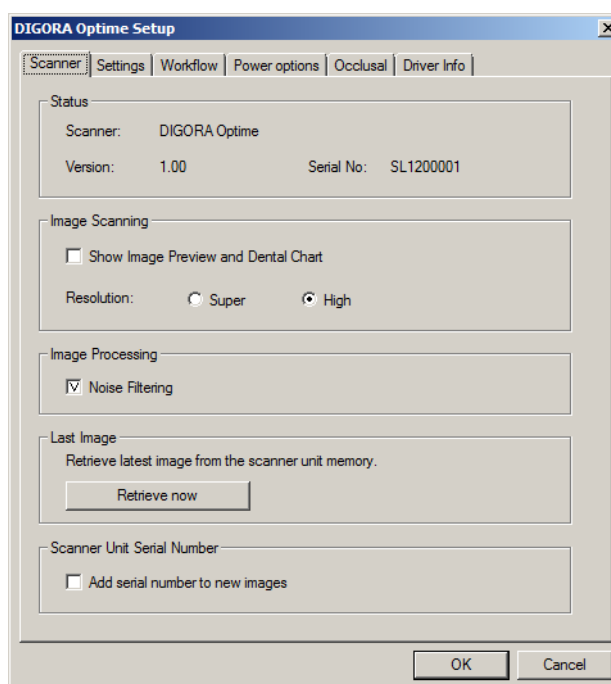 DIGORA Optime Setup
Scanner Settings Workflow Power options Occlusal Driver Info
Status
Scanner: DIGORA Optime
Version: 1.00 Serial No: SL1200001
Image Scanning
Show Image Preview and Dental Chart
Resolution: Super High
Image Processing
Noise Filtering
Last Image
Retrieve latest image from the scanner unit memory.
Retrieve now
Scanner Unit Serial Number
Add serial number to new images
OK Cancel